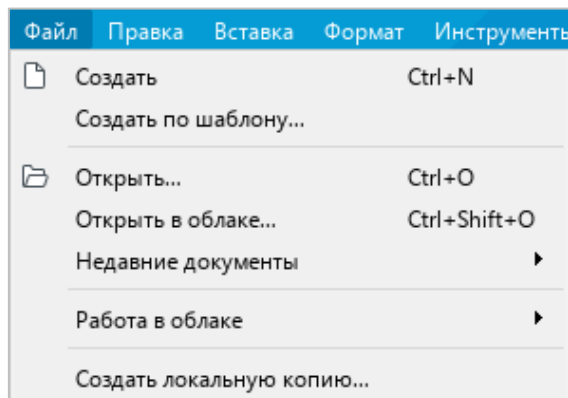 Файл Правка Вставка Формат Инструменты
Создать Ctrl+N
Создать по шаблону...
Открыть... Ctrl+O
Открыть в облаке... Ctrl+Shift+O
Недавние документы
Работа в облаке
Создать локальную копию...